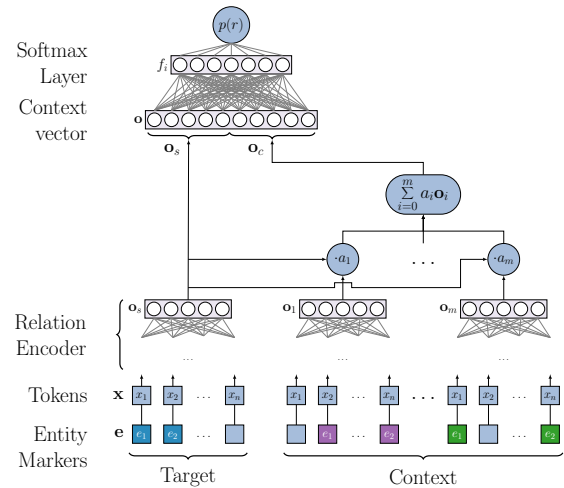 p(r)
Softmax
Layer
f_i
Context
vector
o
o_s o_c
m
∑ a_i o_i
i=0
·a_1 . . . ·a_m
o_s o_1 o_m
Relation
Encoder
... ... ...
Tokens x x_1 x_2 ... x_n x_1 x_2 ... x_n . . . x_1 x_2 ... x_n
Entity
Markers
e e_1 e_2 ... e_1 ... e_2 e_1 ... e_2
Target Context